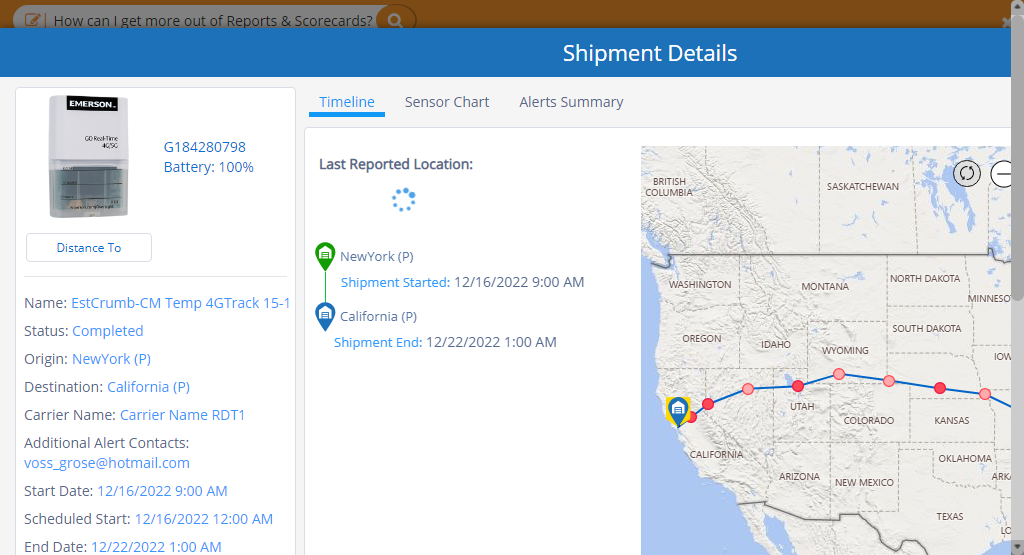 How can I get more out of Reports & Scorecards?
Shipment Details
EMERSON
GO Real-Time
4G/5G
G184280798
Battery: 100%
Distance To
Name: EstCrumb-CM Temp 4GTrack 15-1
Status: Completed
Origin: NewYork (P)
Destination: California (P)
Carrier Name: Carrier Name RDT1
Additional Alert Contacts:
voss_grose@hotmail.com
Start Date: 12/16/2022 9:00 AM
Scheduled Start: 12/16/2022 12:00 AM
End Date: 12/22/2022 1:00 AM
Timeline
Sensor Chart
Alerts Summary
Last Reported Location:
NewYork (P)
Shipment Started: 12/16/2022 9:00 AM
California (P)
Shipment End: 12/22/2022 1:00 AM
BRITISH
COLUMBIA
SASKATCHEWAN
WASHINGTON
MONTANA
NORTH DAKOTA
MINNESO
OREGON
IDAHO
SOUTH DAKOTA
WYOMING
IOW
UTAH
COLORADO
KANSAS
CALIFORNIA
OKLAHOMA
ARIZONA
NEW MEXICO
ARK
TEXAS
LO